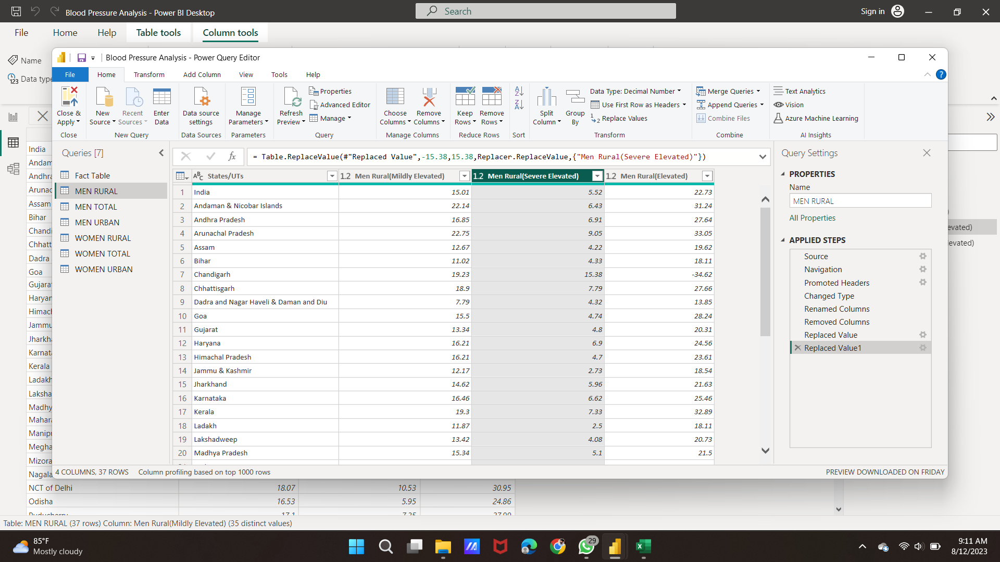 Blood Pressure Analysis - Power BI Desktop
Search
Sign in
File Home Help Table tools Column tools
Name
Data type
Blood Pressure Analysis - Power Query Editor
File Home Transform Add Column View Tools Help
Close & Apply
New Source
Recent Sources
Enter Data
Data source settings
Manage Parameters
Refresh Preview
Properties
Advanced Editor
Manage
Choose Columns
Remove Columns
Keep Rows
Remove Rows
Split Column
Group By
Data Type: Decimal Number
Use First Row as Headers
Replace Values
Merge Queries
Append Queries
Combine Files
Text Analytics
Vision
Azure Machine Learning
Close New Query Data Sources Parameters Query Manage Columns Reduce Rows Sort Transform Combine AI Insights
Queries [7]
Fact Table
MEN RURAL
MEN TOTAL
MEN URBAN
WOMEN RURAL
WOMEN TOTAL
WOMEN URBAN
= Table.ReplaceValue(#"Replaced Value",-15.38,15.38,Replacer.ReplaceValue,{"Men Rural(Severe Elevated)"})
States/UTs 1.2 Men Rural(Mildly Elevated) 1.2 Men Rural(Severe Elevated) 1.2 Men Rural(Elevated)
1 India 15.01 5.52 22.73
2 Andaman & Nicobar Islands 22.14 6.43 31.24
3 Andhra Pradesh 16.85 6.91 27.64
4 Arunachal Pradesh 22.75 9.05 33.05
5 Assam 12.67 4.22 19.62
6 Bihar 11.02 4.33 18.11
7 Chandigarh 19.23 15.38 -34.62
8 Chhattisgarh 18.9 7.79 27.66
9 Dadra and Nagar Haveli & Daman and Diu 7.79 4.32 13.85
10 Goa 15.5 4.74 28.24
11 Gujarat 13.34 4.8 20.31
12 Haryana 16.21 6.9 24.56
13 Himachal Pradesh 16.21 4.7 23.61
14 Jammu & Kashmir 12.17 2.73 18.54
15 Jharkhand 14.62 5.96 21.63
16 Karnataka 16.46 6.62 25.46
17 Kerala 19.3 7.33 32.89
18 Ladakh 11.87 2.5 18.11
19 Lakshadweep 13.42 4.08 20.73
20 Madhya Pradesh 15.34 5.1 21.5
Query Settings
PROPERTIES
Name
MEN RURAL
All Properties
APPLIED STEPS
Source
Navigation
Promoted Headers
Changed Type
Renamed Columns
Removed Columns
Replaced Value
Replaced Value1
4 COLUMNS, 37 ROWS Column profiling based on top 1000 rows
PREVIEW DOWNLOADED ON FRIDAY
India
Andam
Andhra
Arunac
Assam
Bihar
Chandi
Chhatt
Dadra
Goa
Gujarat
Haryan
Himach
Jammu
Jharkha
Karnata
Kerala
Ladakh
Laksha
Madhy
Mahara
Manipu
Megha
Mizora
Nagala
evated)
levated)
NCT of Delhi 18.07 10.53 30.95
Odisha 16.53 5.95 24.86
Table: MEN RURAL (37 rows) Column: Men Rural(Mildly Elevated) (35 distinct values)
85°F
Mostly cloudy
29
9:11 AM
8/12/2023